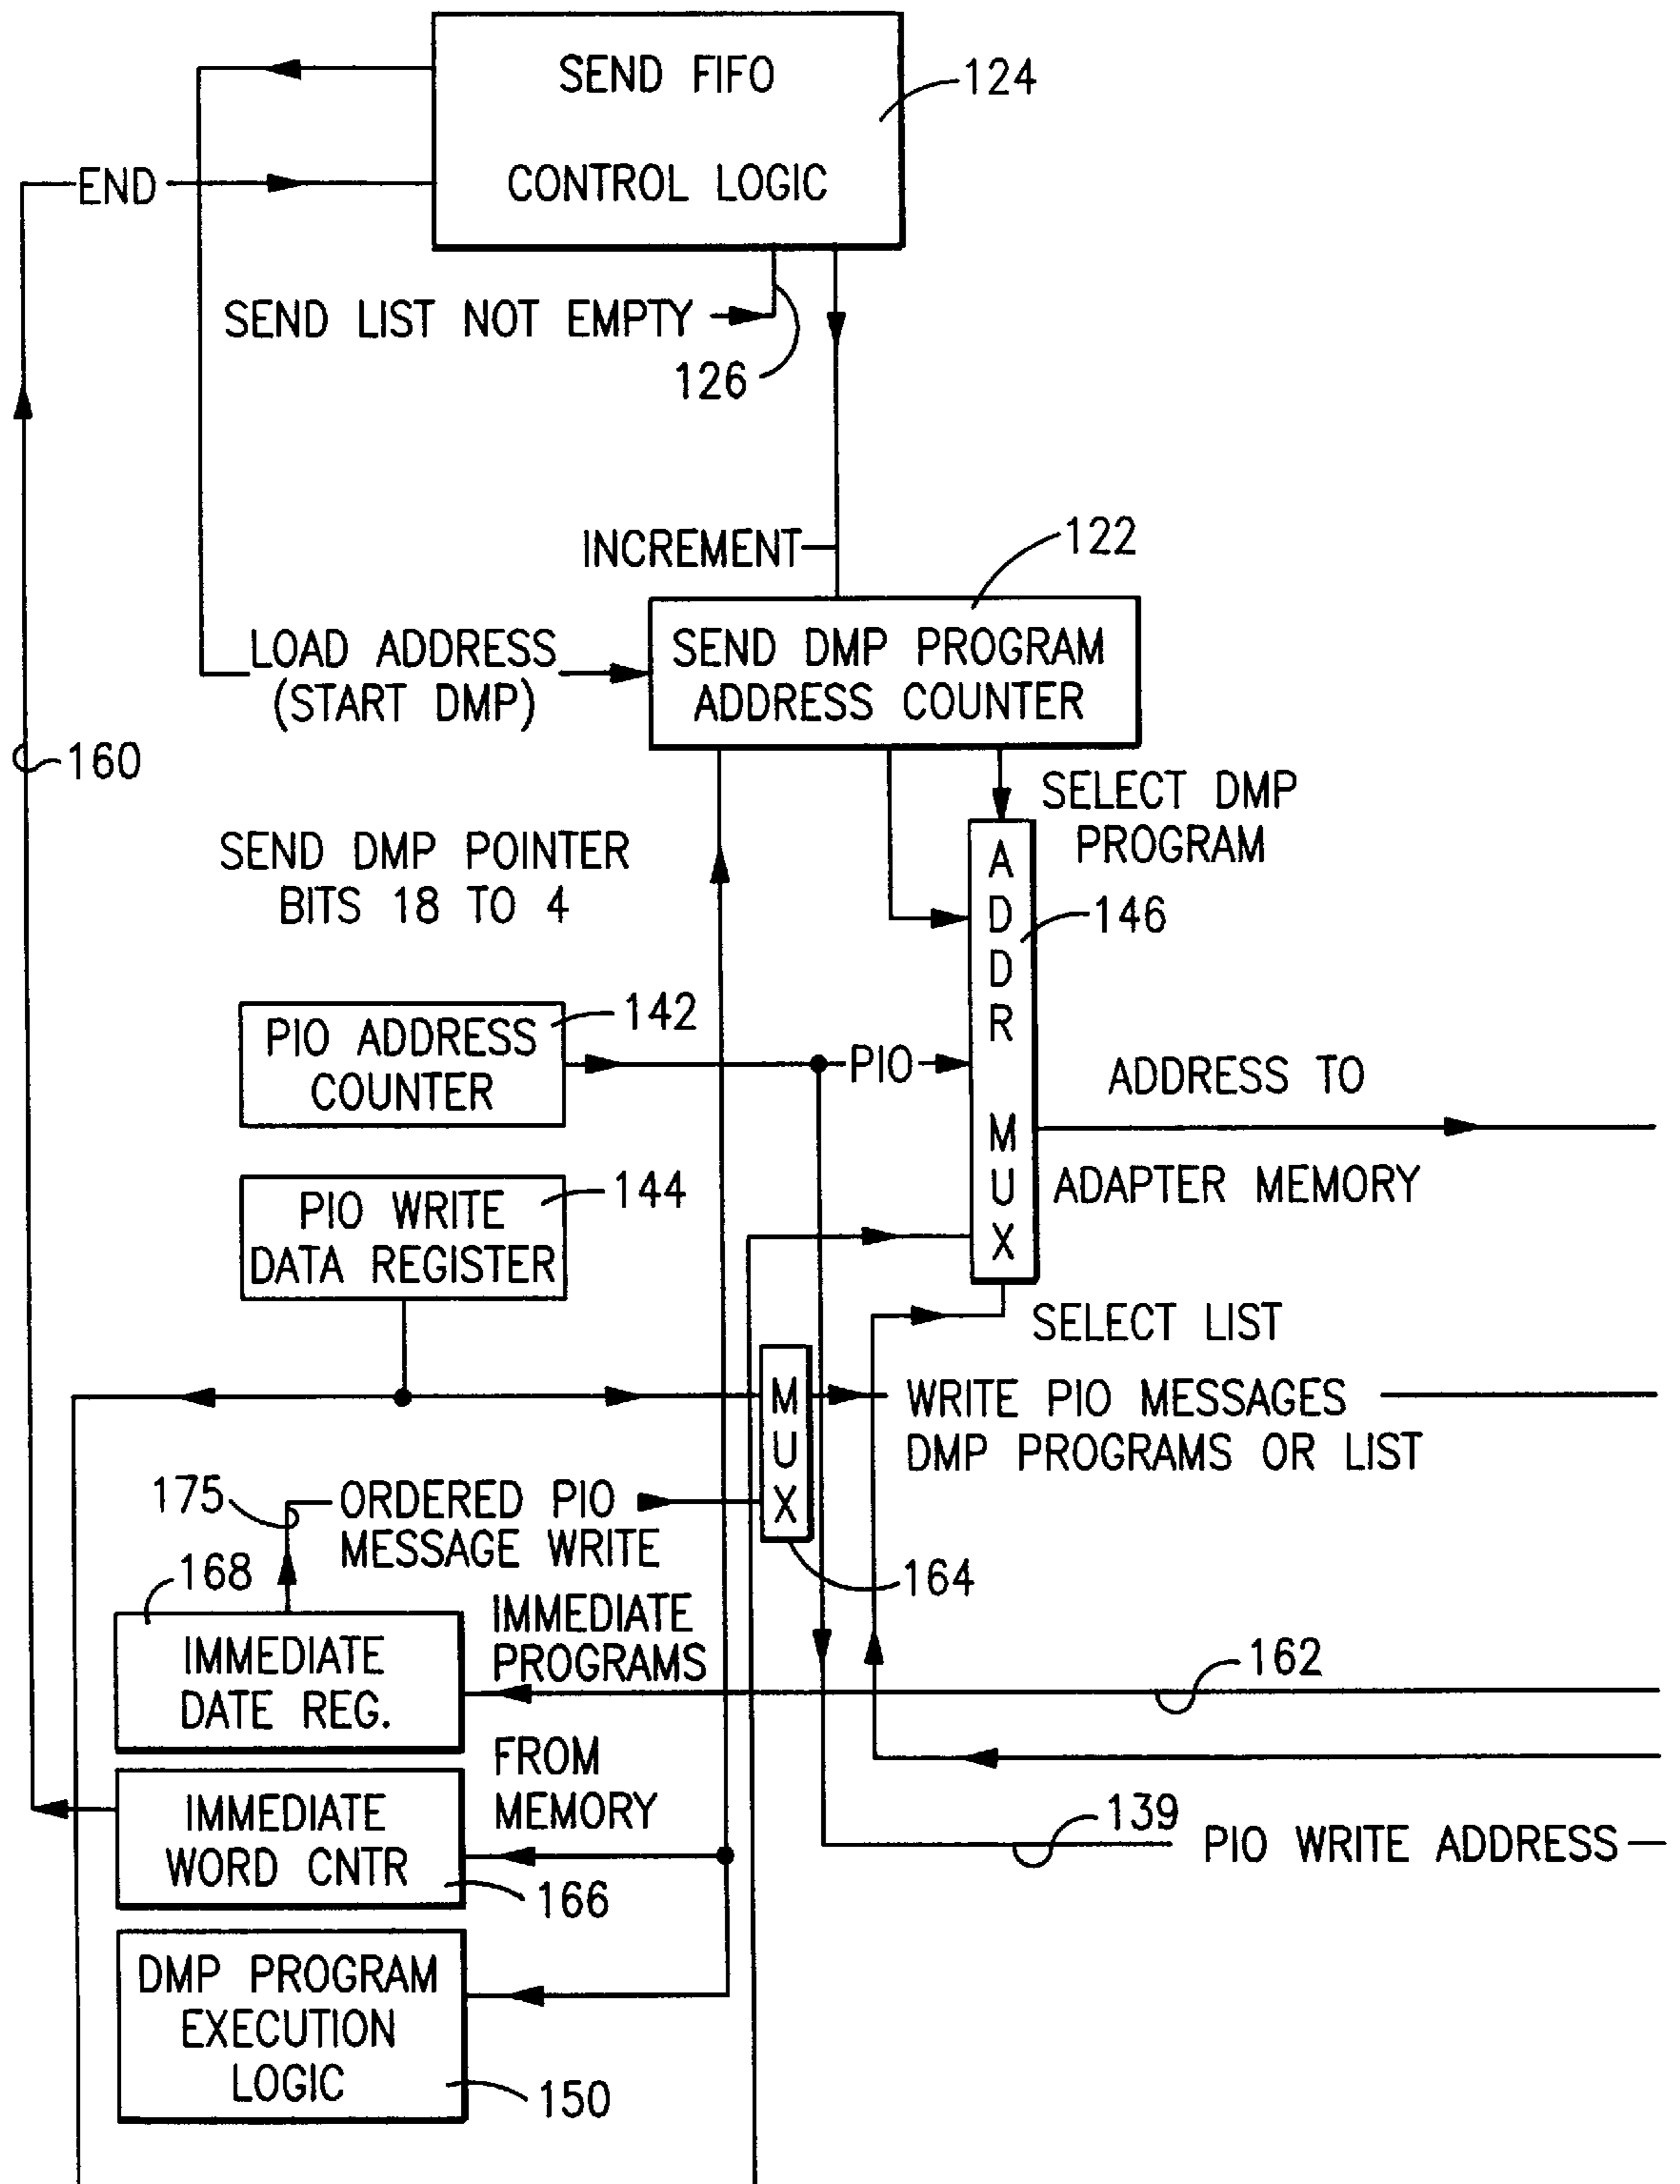 SEND FIFO
CONTROL LOGIC
124
END
SEND LIST NOT EMPTY
126
INCREMENT
122
LOAD ADDRESS
(START DMP)
SEND DMP PROGRAM
ADDRESS COUNTER
160
SELECT DMP
PROGRAM
SEND DMP POINTER
BITS 18 TO 4
ADDR MUX
146
PIO ADDRESS
COUNTER
142
PIO
ADDRESS TO
ADAPTER MEMORY
PIO WRITE
DATA REGISTER
144
SELECT LIST
MUX
WRITE PIO MESSAGES
DMP PROGRAMS OR LIST
175
ORDERED PIO
MESSAGE WRITE
164
168
IMMEDIATE
DATE REG.
IMMEDIATE
PROGRAMS
162
FROM
MEMORY
IMMEDIATE
WORD CNTR
166
139
PIO WRITE ADDRESS
DMP PROGRAM
EXECUTION
LOGIC
150